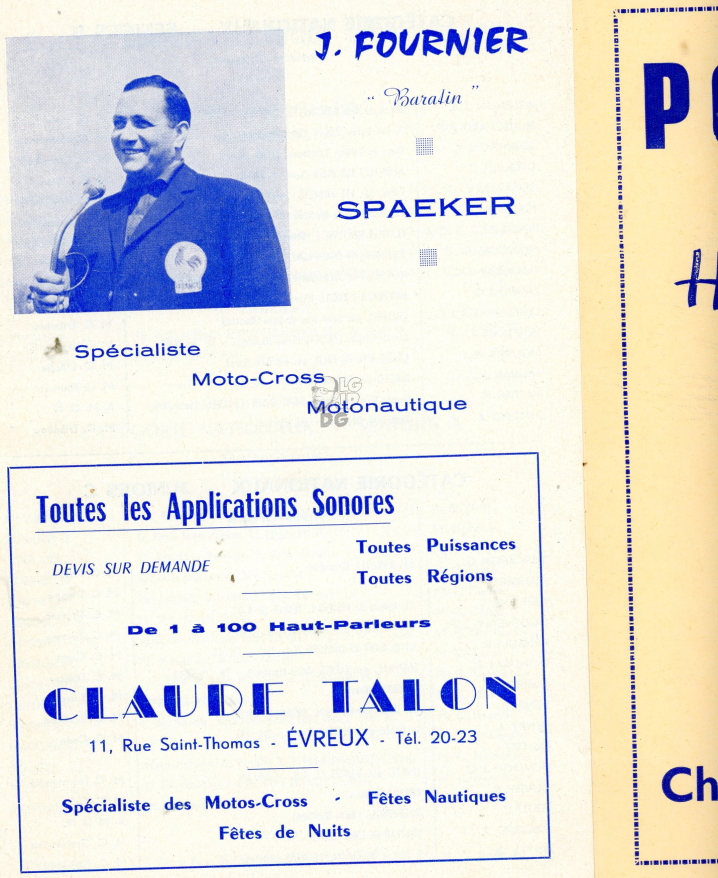 J. FOURNIER
" Baratin "
SPAEKER
Spécialiste
Moto-Cross
Motonautique
Toutes les Applications Sonores
DEVIS SUR DEMANDE
Toutes Puissances
Toutes Régions
De 1 à 100 Haut-Parleurs
CLAUDE TALON
11, Rue Saint-Thomas - ÉVREUX - Tél. 20-23
Spécialiste des Motos-Cross - Fêtes Nautiques
Fêtes de Nuits
P
H
Ch